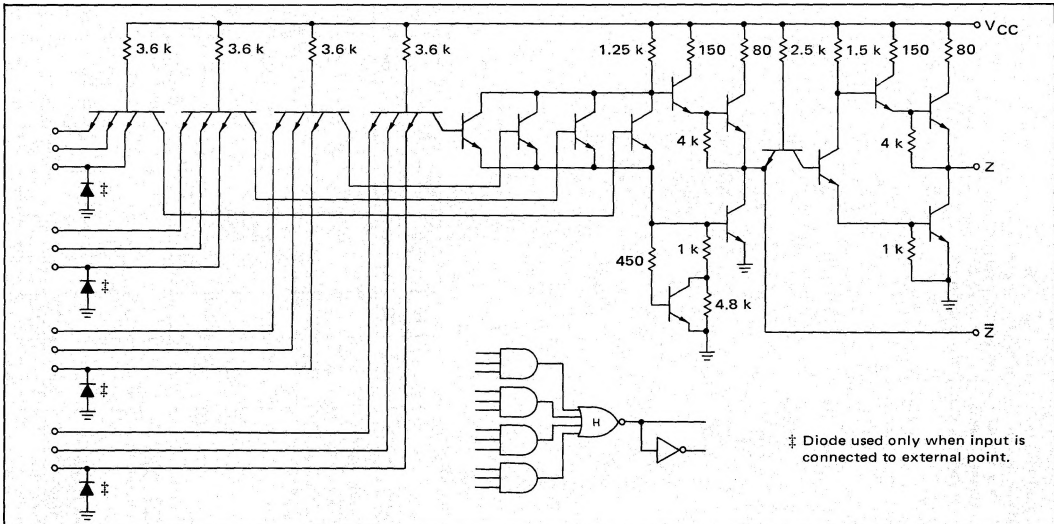 VCC
3.6 k 3.6 k 3.6 k 3.6 k 1.25 k 150 80 2.5 k 1.5 k 150 80
4 k 4 k
‡ Z
1 k 1 k
450
‡ 4.8 k
Z̄
‡
H
‡ Diode used only when input is
connected to external point.
‡